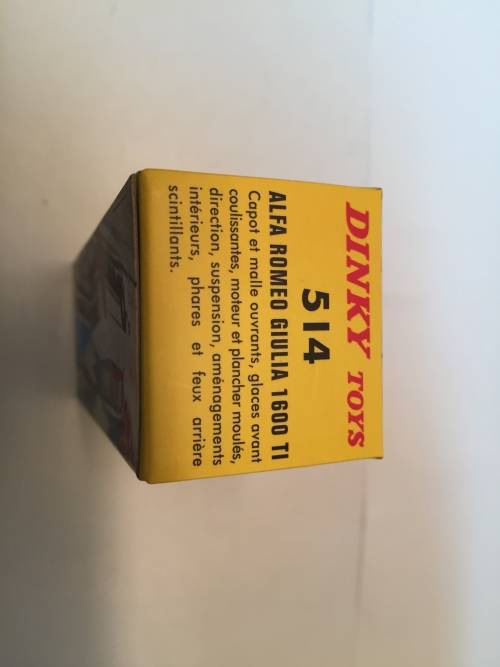 DINKY TOYS
514
ALFA ROMEO GIULIA 1600 TI
Capot et malle ouvrants, glaces avant
coulissantes, moteur et plancher moulés,
direction, suspension, aménagements
intérieurs, phares et feux arrière
scintillants.